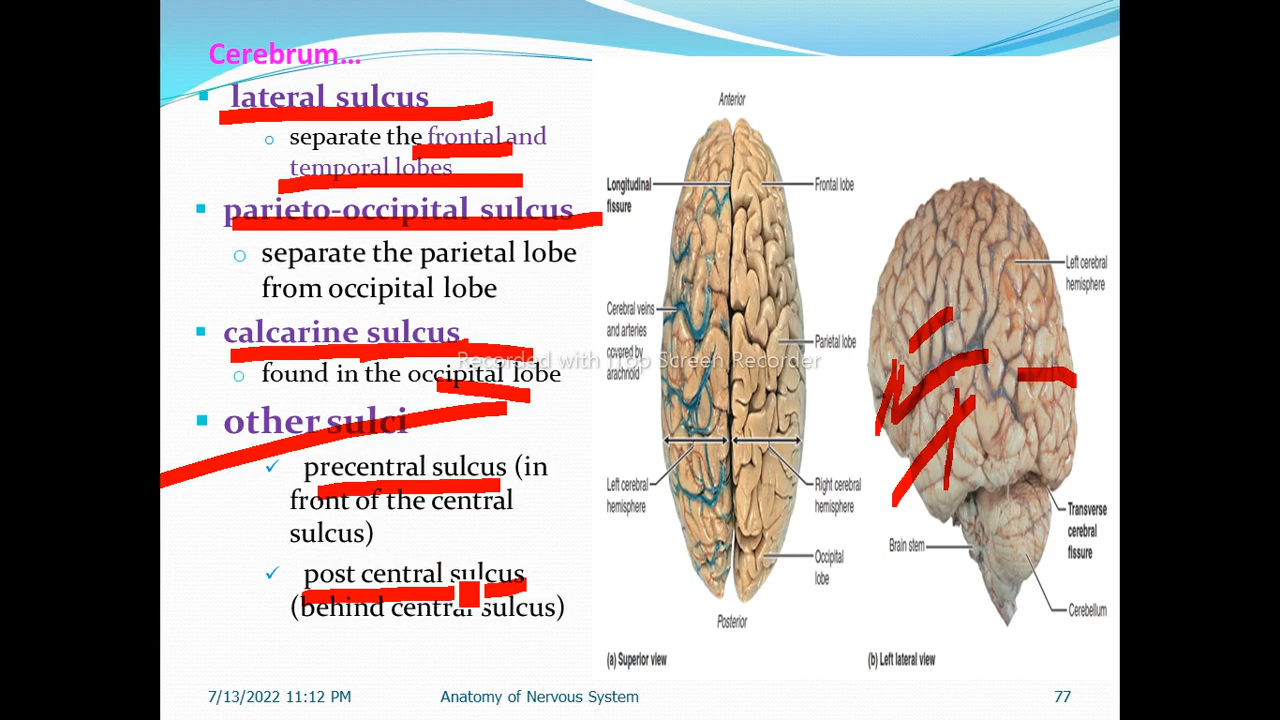 Cerebrum…
lateral sulcus
separate the frontal and
temporal lobes
parieto-occipital sulcus
separate the parietal lobe
from occipital lobe
calcarine sulcus
found in the occipital lobe
other sulci
precentral sulcus (in
front of the central
sulcus)
post central sulcus
(behind central sulcus)
Anterior
Longitudinal
fissure
Frontal lobe
Cerebral veins
and arteries
covered by
arachnoid
Parietal lobe
Left cerebral
hemisphere
Right cerebral
hemisphere
Occipital
lobe
Posterior
(a) Superior view
Left cerebral
hemisphere
Brain stem
Transverse
cerebral
fissure
Cerebellum
(b) Left lateral view
7/13/2022 11:12 PM
Anatomy of Nervous System
77